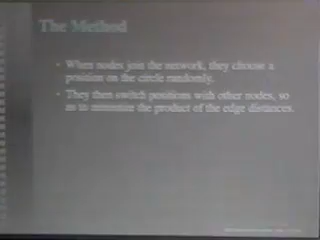 The Method
• When nodes join the network, they choose a
position on the circle randomly.
• They then switch positions with other nodes, so
as to minimize the product of the edge distances.